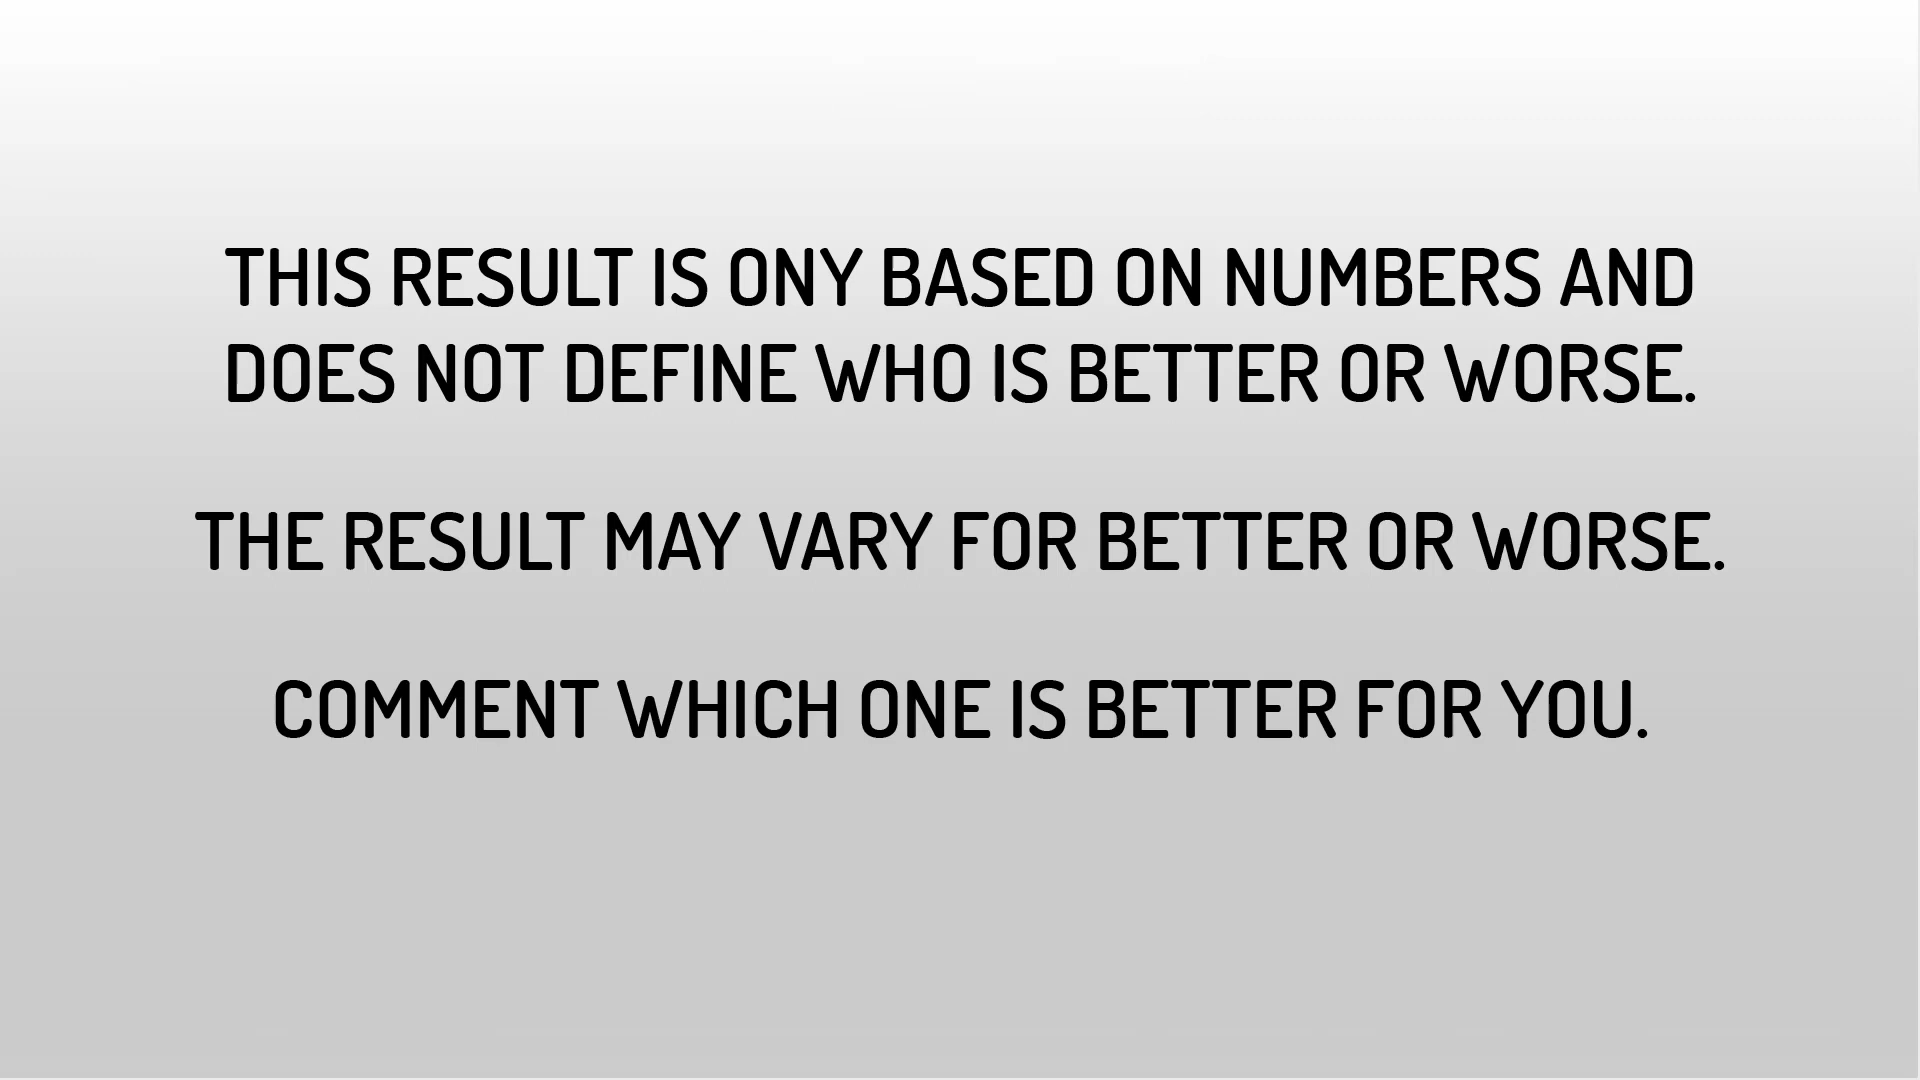 THIS RESULT IS ONY BASED ON NUMBERS AND
DOES NOT DEFINE WHO IS BETTER OR WORSE.
THE RESULT MAY VARY FOR BETTER OR WORSE.
COMMENT WHICH ONE IS BETTER FOR YOU.